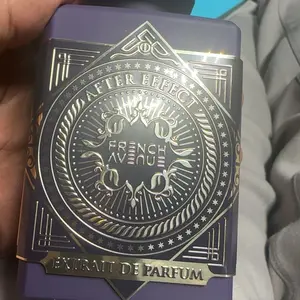 AFTER EFFECT
FRENCH
AVENUE
EXTRAIT DE PARFUM